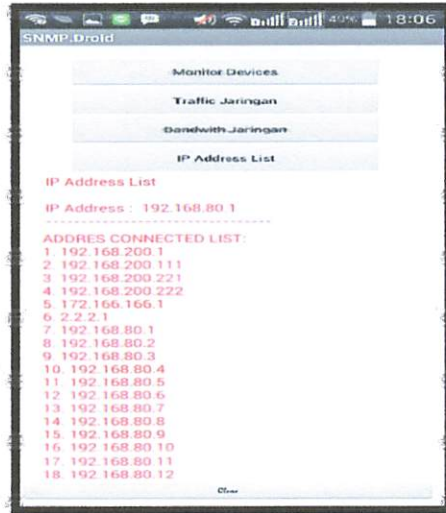 49% 18:06
SNMP.Droid
Monitor Devices
Traffic Jaringan
Bandwith Jaringan
IP Address List
IP Address List
IP Address : 192.168.80.1
------------------------------
ADDRES CONNECTED LIST:
1. 192.168.200.1
2. 192.168.200.111
3. 192.168.200.221
4. 192.168.200.222
5. 172.166.166.1
6. 2.2.2.1
7. 192.168.80.1
8. 192.168.80.2
9. 192.168.80.3
10. 192.168.80.4
11. 192.168.80.5
12. 192.168.80.6
13. 192.168.80.7
14. 192.168.80.8
15. 192.168.80.9
16. 192.168.80.10
17. 192.168.80.11
18. 192.168.80.12